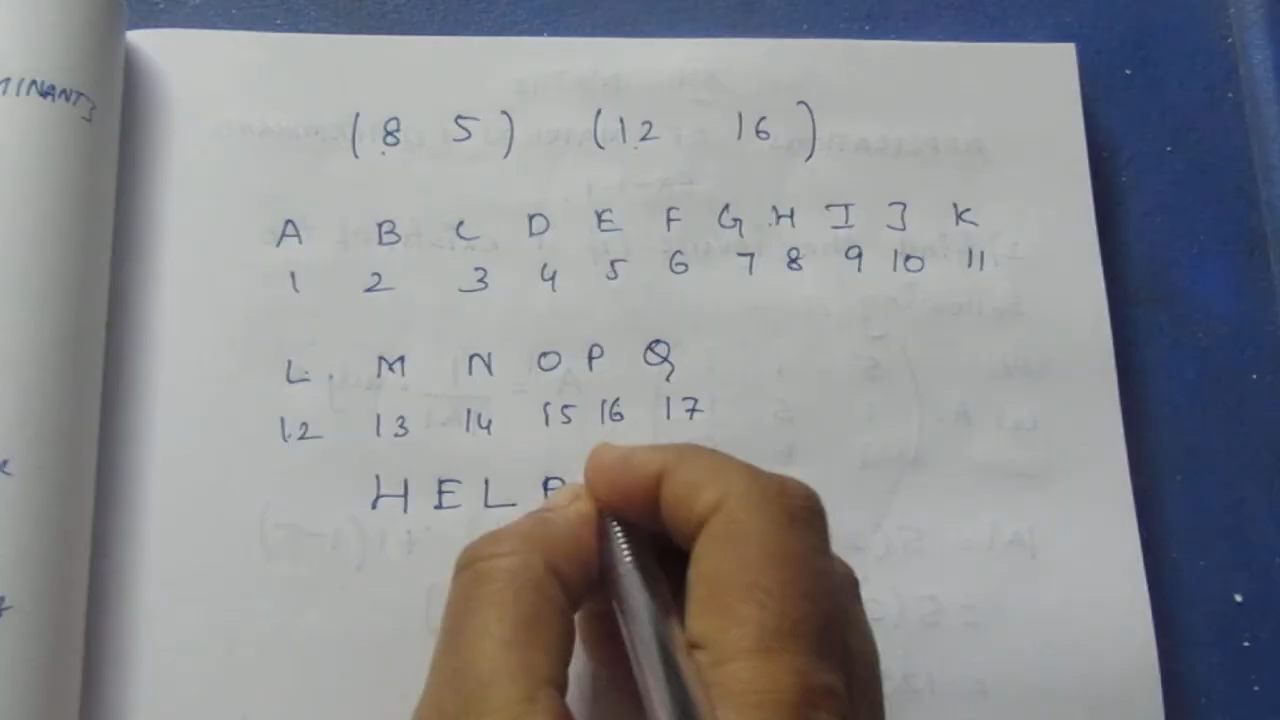 MINANTS
( 8 5 ) ( 12 16 )
A B C D E F G H I J K
1 2 3 4 5 6 7 8 9 10 11
L M N O P Q
12 13 14 15 16 17
H E L P